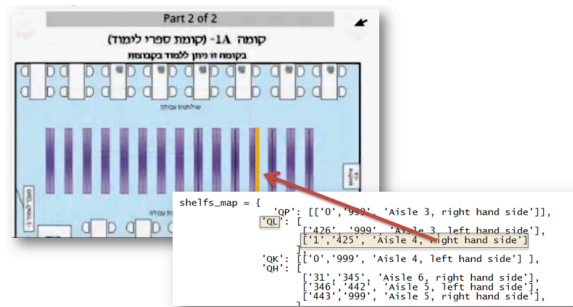 Part 2 of 2
קומה 1A- (קומת ספרי לימוד)
בקומה זו ניתן ללמוד בקבוצות
שולחנות עבודה
shelfs_map = {
'QP': [['0','999', 'Aisle 3, right hand side']],
'QL': [
['426', '999', 'Aisle 3, left hand side'],
['1','425', 'Aisle 4, right hand side']
]
'QK': [['0','999', 'Aisle 4, left hand side'] ],
'QH': [
['31','345', 'Aisle 6, right hand side'],
['346','442', 'Aisle 5, left hand side'],
['443','999', 'Aisle 5, right hand side'],
]